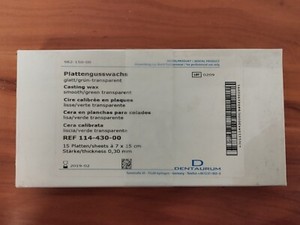 Plattengusswachs
glatt/grün-transparent
Casting wax
smooth/green transparent
Cire calibrée en plaques
lisse/verte transparente
Cera en planchas para colados
lisa/verde transparente
Cera calibrata
liscia/verde transparente
REF 114-430-00
15 Platten/sheets à 7 x 15 cm
Stärke/thickness 0,30 mm
DENTAURUM